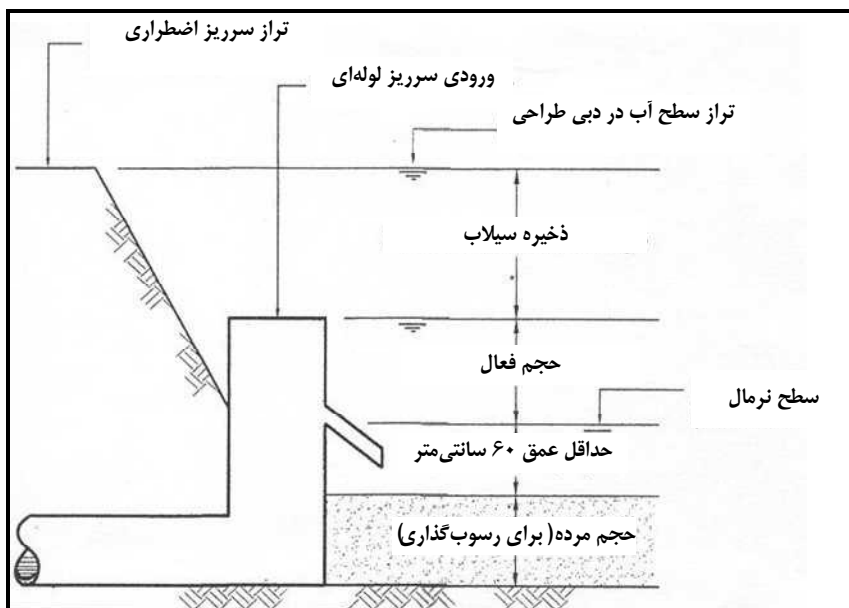 تراز سرریز اضطراری
ورودی سرریز لوله‌ای
تراز سطح آب در دبی طراحی
ذخیره سیلاب
حجم فعال
سطح نرمال
حداقل عمق ۶۰ سانتی‌متر
حجم مرده( برای رسوب‌گذاری)